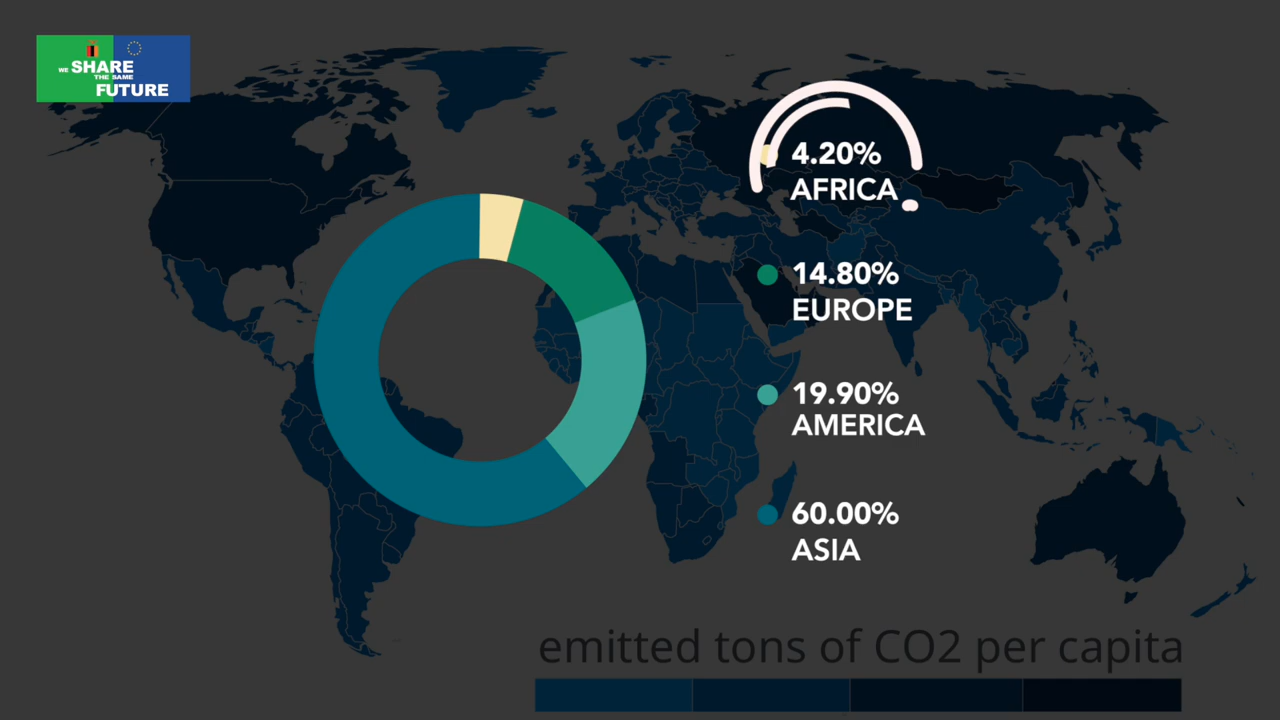 WE SHARE
THE SAME
FUTURE
4.20%
AFRICA
14.80%
EUROPE
19.90%
AMERICA
60.00%
ASIA
emitted tons of CO2 per capita